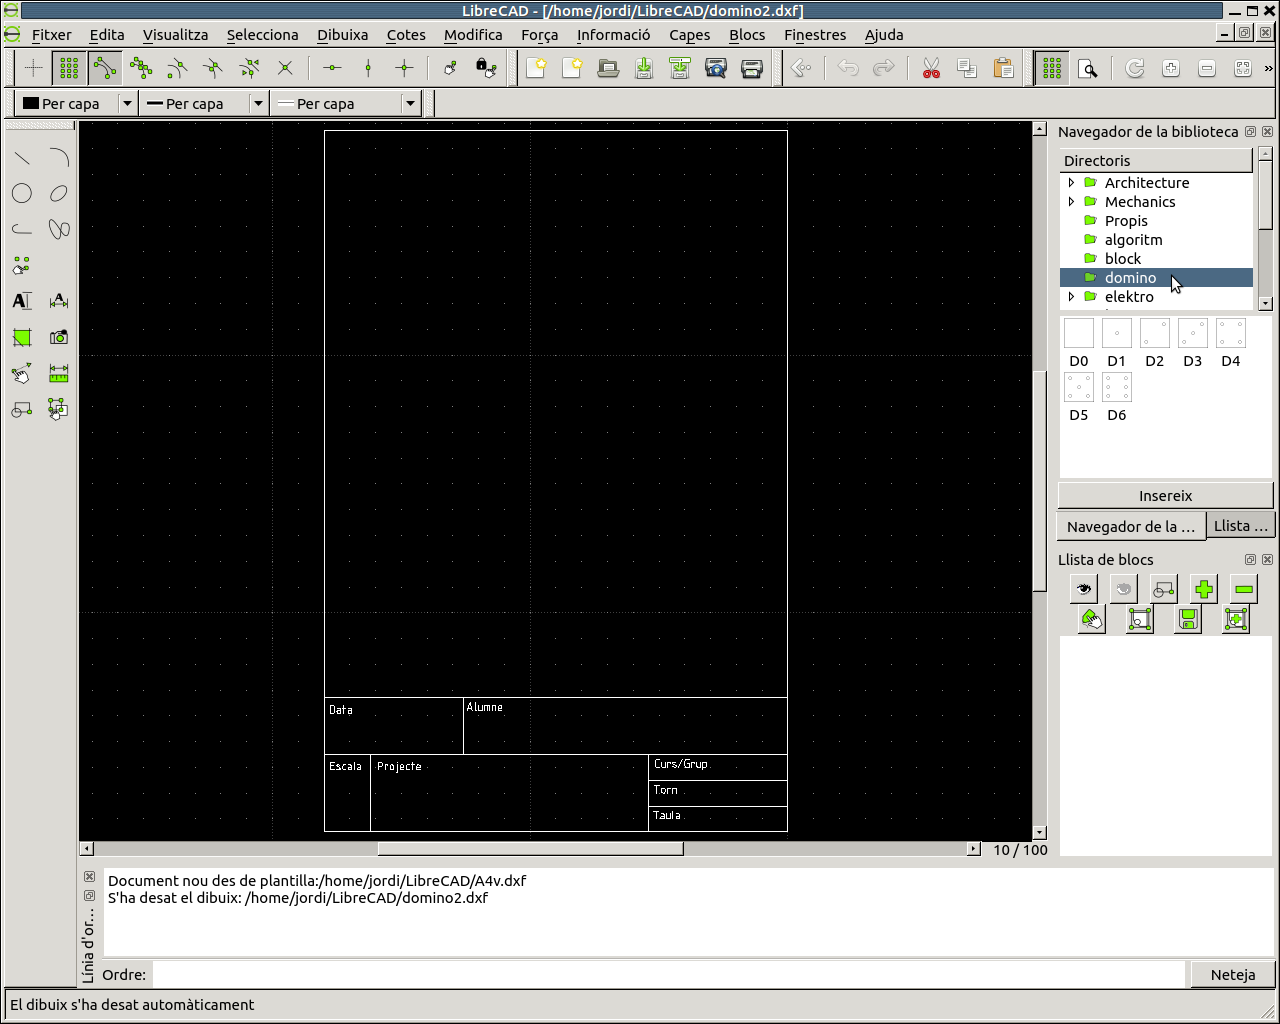 LibreCAD - [/home/jordi/LibreCAD/domino2.dxf]
Fitxer Edita Visualitza Selecciona Dibuixa Cotes Modifica Força Informació Capes Blocs Finestres Ajuda
Per capa Per capa Per capa
Navegador de la biblioteca
Directoris
Architecture
Mechanics
Propis
algoritm
block
domino
elektro
D0 D1 D2 D3 D4
D5 D6
Insereix
Navegador de la ... Llista ...
Llista de blocs
Data Alumne
Escala Projecte Curs/Grup
Torn
Taula
10 / 100
Línia d'or...
Document nou des de plantilla:/home/jordi/LibreCAD/A4v.dxf
S'ha desat el dibuix: /home/jordi/LibreCAD/domino2.dxf
Ordre: Neteja
El dibuix s'ha desat automàticament